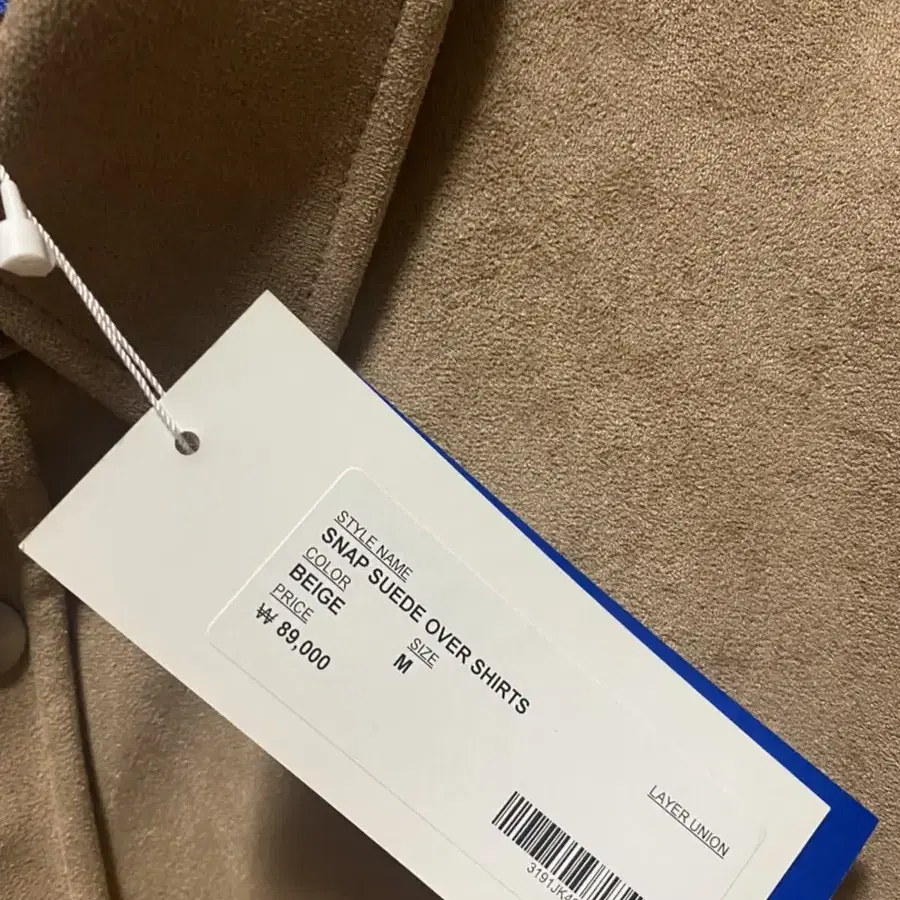 STYLE NAME
SNAP SUEDE OVER SHIRTS
COLOR
BEIGE
SIZE
M
PRICE
₩ 89,000
LAYER UNION